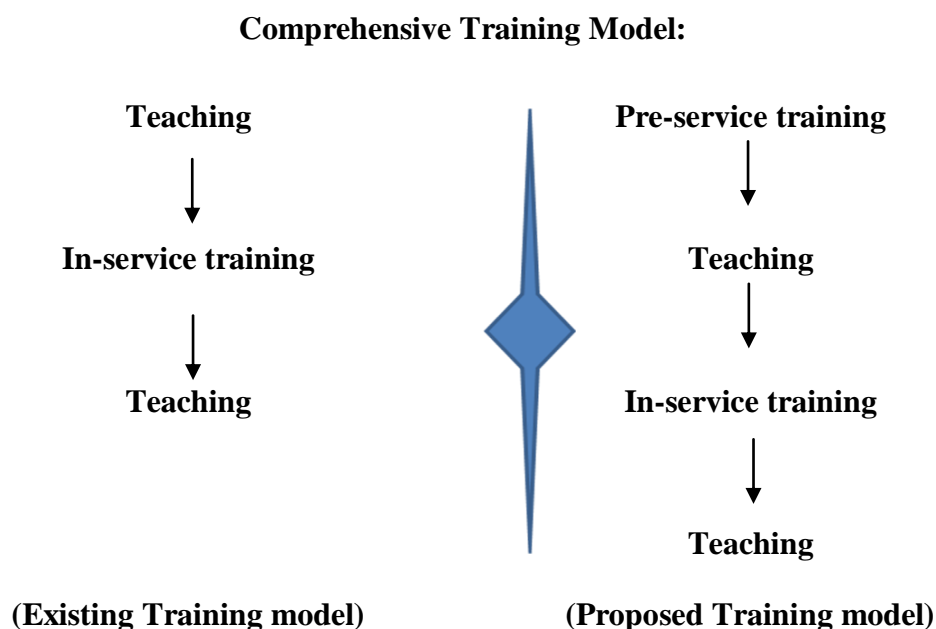 Comprehensive Training Model:
Teaching
In-service training
Teaching
(Existing Training model)
Pre-service training
Teaching
In-service training
Teaching
(Proposed Training model)